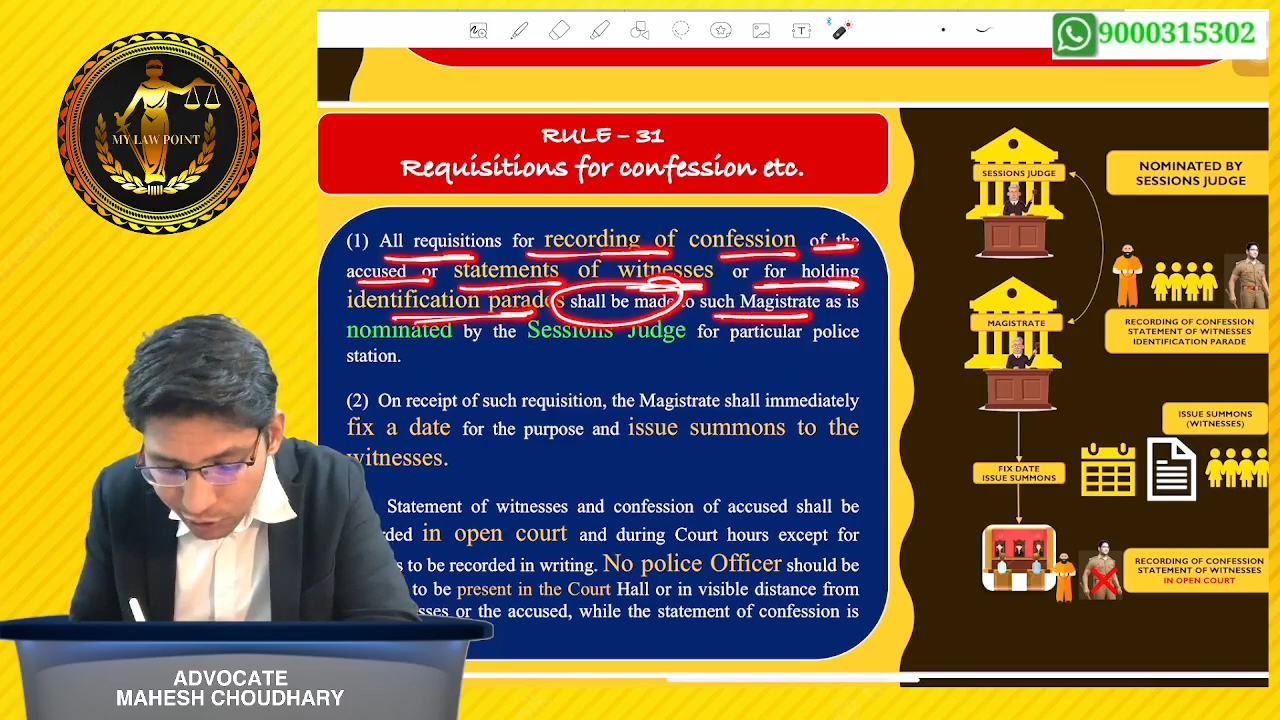 9000315302
MY LAW POINT
RULE – 31
Requisitions for confession etc.
(1) All requisitions for recording of confession of the
accused or statements of witnesses or for holding
identification parades shall be made to such Magistrate as is
nominated by the Sessions Judge for particular police
station.
(2) On receipt of such requisition, the Magistrate shall immediately
fix a date for the purpose and issue summons to the
witnesses.
Statement of witnesses and confession of accused shall be
in open court and during Court hours except for
to be recorded in writing. No police Officer should be
to be present in the Court Hall or in visible distance from
or the accused, while the statement of confession is
SESSIONS JUDGE
NOMINATED BY
SESSIONS JUDGE
MAGISTRATE
RECORDING OF CONFESSION
STATEMENT OF WITNESSES
IDENTIFICATION PARADE
ISSUE SUMMONS
(WITNESSES)
FIX DATE
ISSUE SUMMONS
RECORDING OF CONFESSION
STATEMENT OF WITNESSES
IN OPEN COURT
ADVOCATE
MAHESH CHOUDHARY